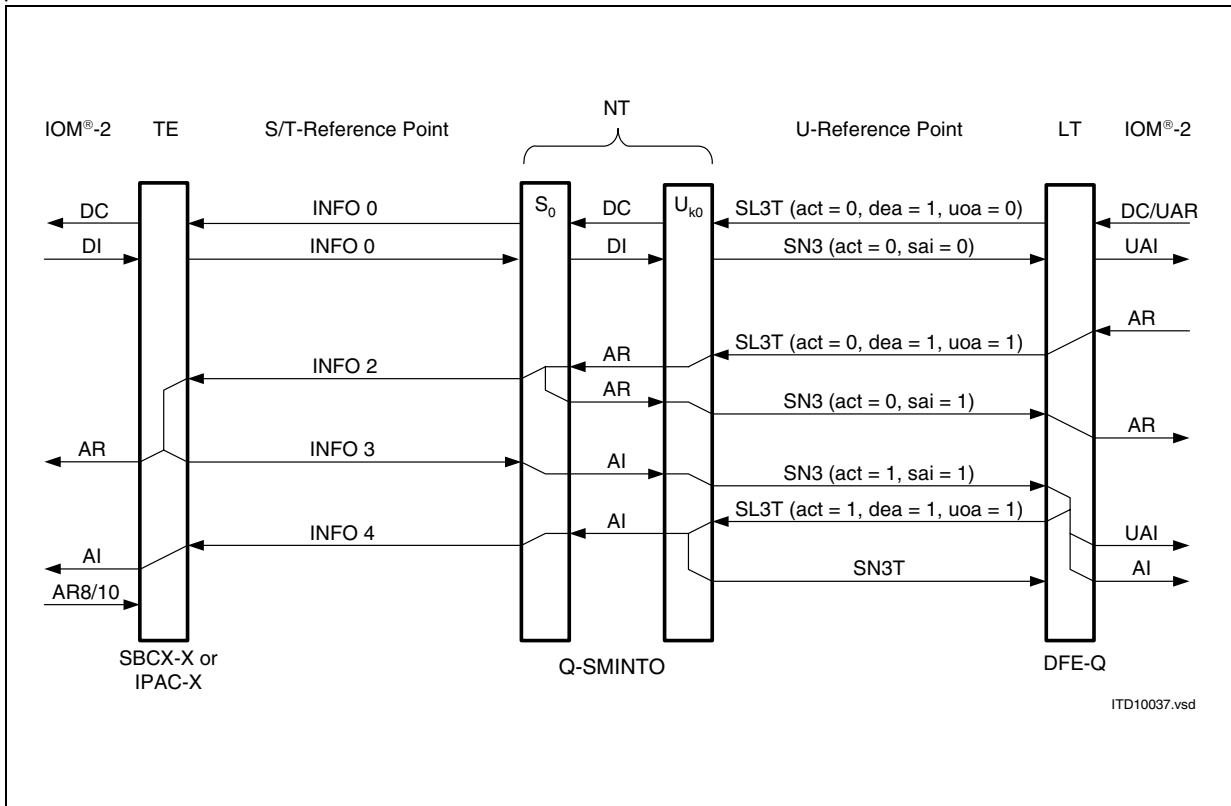 NT
IOM®-2 TE S/T-Reference Point U-Reference Point LT IOM®-2
S0 Uk0
DC INFO 0 DC SL3T (act = 0, dea = 1, uoa = 0) DC/UAR
DI INFO 0 DI SN3 (act = 0, sai = 0) UAI
AR
SL3T (act = 0, dea = 1, uoa = 1)
INFO 2 AR
AR SN3 (act = 0, sai = 1)
AR
AR INFO 3 AI
SN3 (act = 1, sai = 1)
SL3T (act = 1, dea = 1, uoa = 1)
INFO 4 AI UAI
AI SN3T AI
AR8/10
SBCX-X or
IPAC-X
Q-SMINTO DFE-Q
ITD10037.vsd